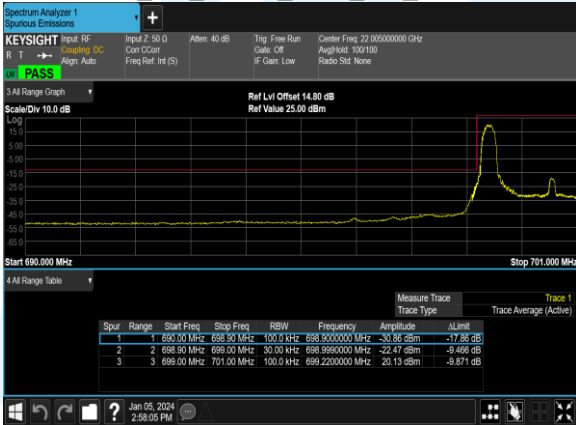 Spectrum Analyzer 1
Spurious Emissions
+
KEYSIGHT Input: RF Input Z: 50 Ω Atten: 40 dB Trig: Free Run Center Freq: 22.005000000 GHz
R T Coupling: DC Corr CCorr Gate: Off Avg|Hold: 100/100
Align: Auto Freq Ref: Int (S) IF Gain: Low Radio Std: None
LW PASS
3 All Range Graph
Ref Lvl Offset 14.80 dB
Scale/Div 10.0 dB Ref Value 25.00 dBm
Log
15.0
5.00
-5.00
-15.0
-25.0
-35.0
-45.0
-55.0
-65.0
Start 690.000 MHz Stop 701.000 MHz
4 All Range Table
Measure Trace Trace 1
Trace Type Trace Average (Active)
Spur Range Start Freq Stop Freq RBW Frequency Amplitude ΔLimit
1 1 690.00 MHz 698.90 MHz 100.0 kHz 698.9000000 MHz -30.86 dBm -17.86 dB
2 2 698.90 MHz 699.00 MHz 30.00 kHz 698.9990000 MHz -22.47 dBm -9.466 dB
3 3 699.00 MHz 701.00 MHz 100.0 kHz 699.2200000 MHz 20.13 dBm -9.871 dB
? Jan 05, 2024
2:58:05 PM